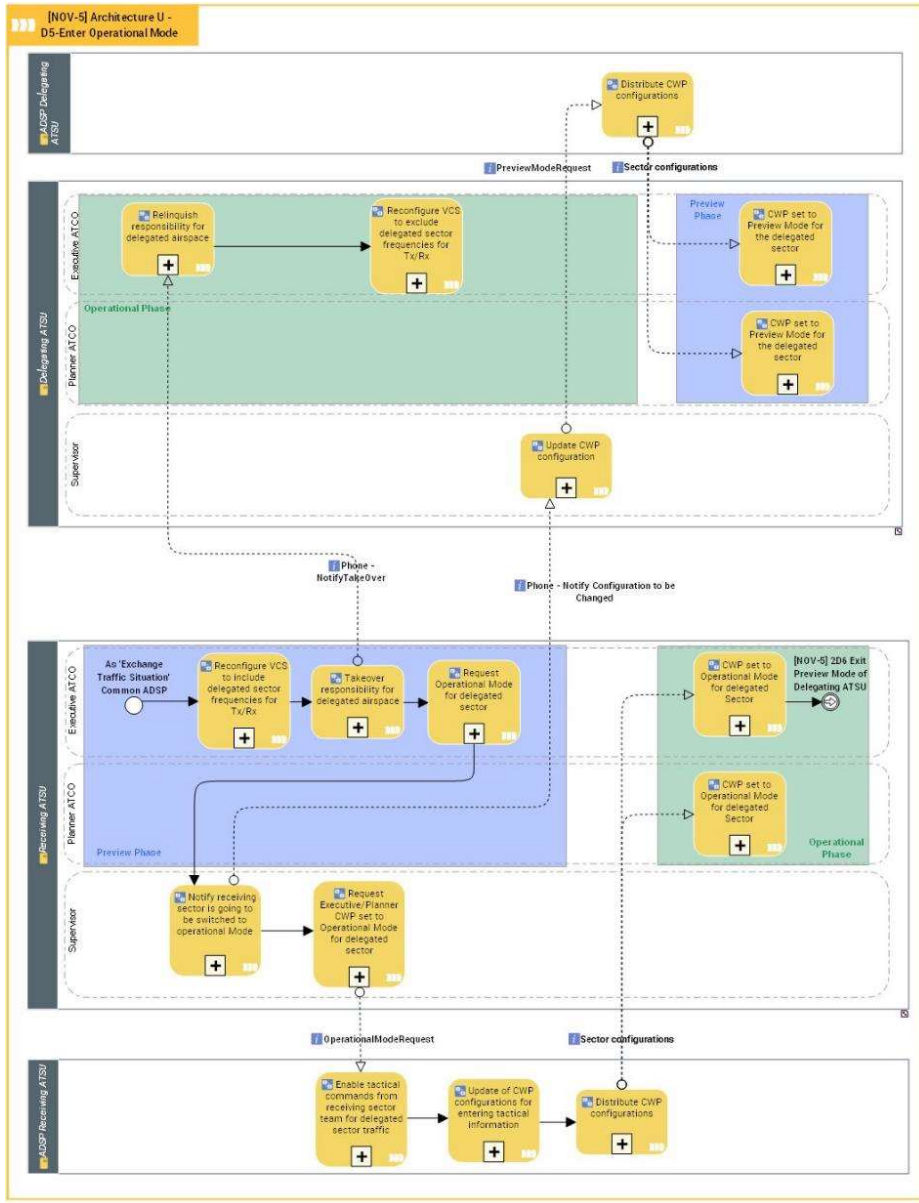 [NOV-5] Architecture U -
D5-Enter Operational Mode
ADSP Delegating
ATSU
Distribute CWP
configurations
PreviewModeRequest
Sector configurations
Delegating ATSU
Executive ATCO
Relinquish
responsibility for
delegated airspace
Reconfigure VCS
to exclude
delegated sector
frequencies for
Tx/Rx
Preview
Phase
CWP set to
Preview Mode for
the delegated
sector
Operational Phase
Planner ATCO
CWP set to
Preview Mode for
the delegated
sector
Supervisor
Update CWP
configuration
Phone -
NotifyTakeOver
Phone - Notify Configuration to be
Changed
Receiving ATSU
Executive ATCO
As 'Exchange
Traffic Situation'
Common ADSP
Reconfigure VCS
to include
delegated sector
frequencies for
Tx/Rx
Takeover
responsibility for
delegated airspace
Request
Operational Mode
for delegated
sector
CWP set to
Operational Mode
for delegated
Sector
[NOV-5] 2D6 Exit
Preview Mode of
Delegating ATSU
Planner ATCO
CWP set to
Operational Mode
for delegated
Sector
Preview Phase
Operational
Phase
Supervisor
Notify receiving
sector is going to
be switched to
operational Mode
Request
Executive/Planner
CWP set to
Operational Mode
for delegated
sector
OperationalModeRequest
Sector configurations
ADSP Receiving ATSU
Enable tactical
commands from
receiving sector
team for delegated
sector traffic
Update of CWP
configurations for
entering tactical
information
Distribute CWP
configurations